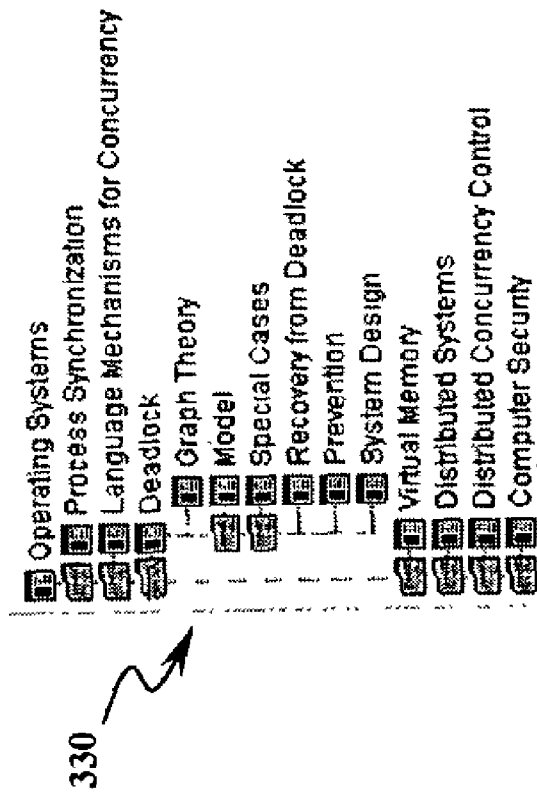 Operating Systems
Process Synchronization
Language Mechanisms for Concurrency
Deadlock
Graph Theory
Model
Special Cases
Recovery from Deadlock
Prevention
System Design
Virtual Memory
Distributed Systems
Distributed Concurrency Control
Computer Security
330